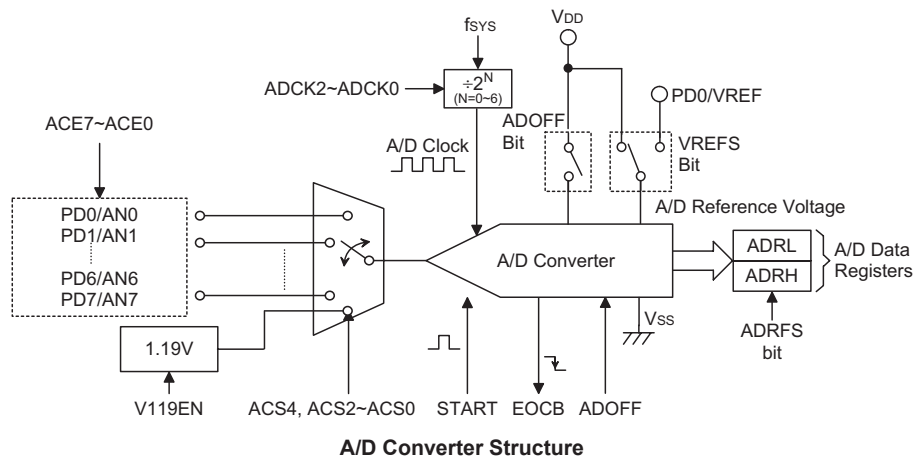 fSYS
VDD
ADCK2~ADCK0
÷2^N
(N=0~6)
PD0/VREF
ACE7~ACE0
ADOFF
Bit
VREFS
Bit
A/D Clock
PD0/AN0
PD1/AN1
PD6/AN6
PD7/AN7
A/D Reference Voltage
A/D Converter
ADRL
ADRH
A/D Data
Registers
1.19V
VSS
ADRFS
bit
V119EN
ACS4, ACS2~ACS0
START
EOCB
ADOFF
A/D Converter Structure